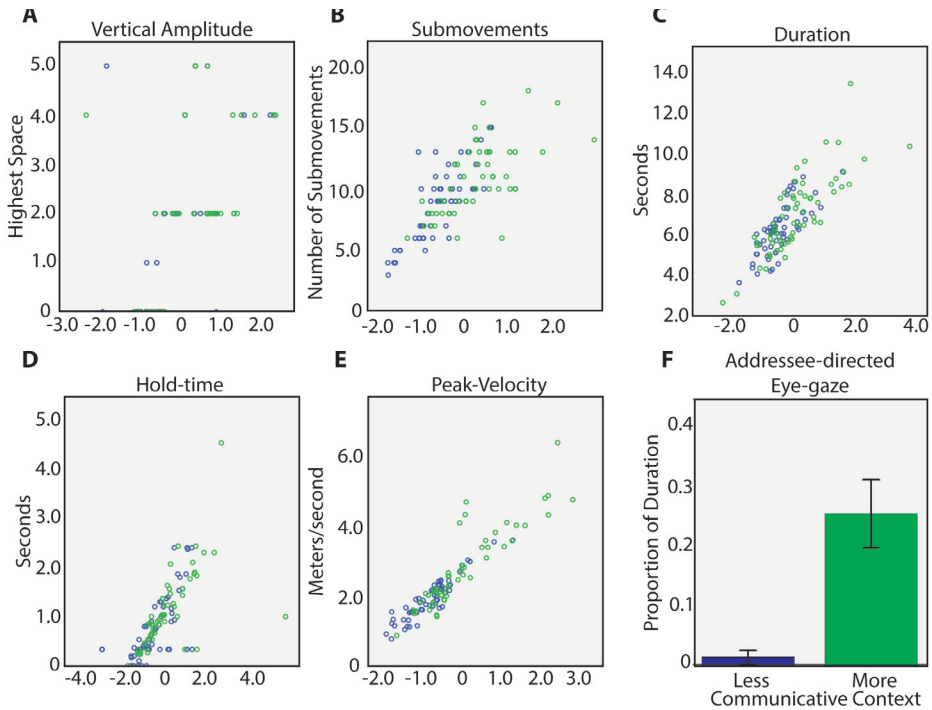 A
Vertical Amplitude
Highest Space
5.0
4.0
3.0
2.0
1.0
0
-3.0 -2.0 -1.0 0 1.0 2.0
B
Submovements
Number of Submovements
20.0
15.0
10.0
5.0
0
-2.0 -1.0 0 1.0 2.0 3.0
C
Duration
Seconds
14.0
12.0
10.0
8.0
6.0
4.0
2.0
-2.0 0 2.0 4.0
D
Hold-time
Seconds
5.0
4.0
3.0
2.0
1.0
0
-4.0 -2.0 0 2.0 4.0
E
Peak-Velocity
Meters/second
6.0
4.0
2.0
0
-2.0 -1.0 0 1.0 2.0 3.0
F
Addressee-directed
Eye-gaze
Proportion of Duration
0.4
0.3
0.2
0.1
0
Less More
Communicative Context